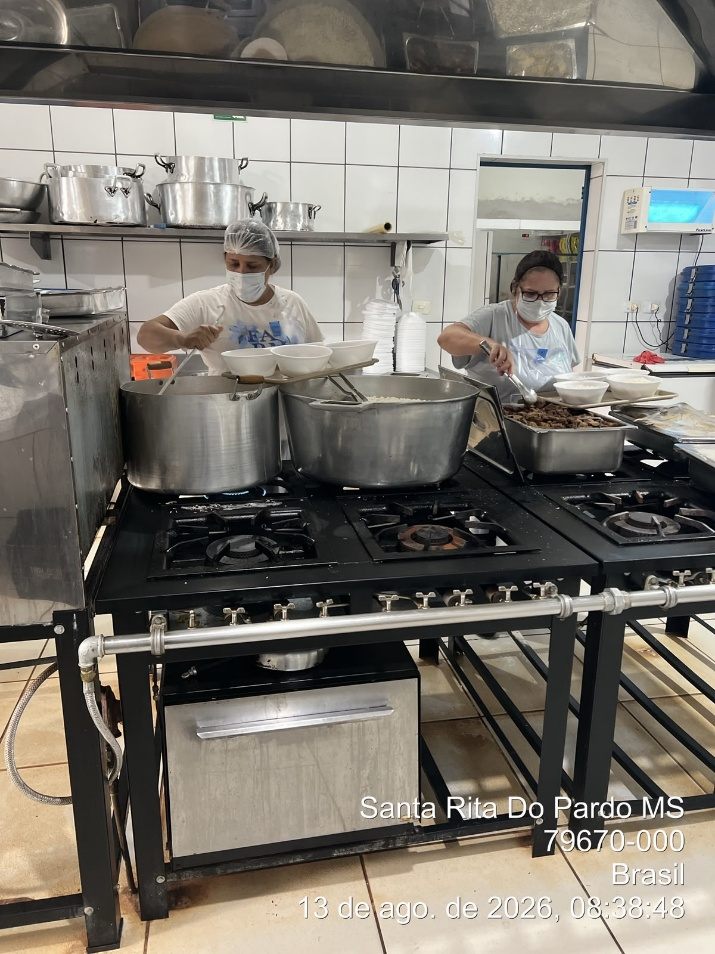 Santa Rita Do Pardo MS
79670-000
Brasil
13 de ago. de 2026, 08:38:48